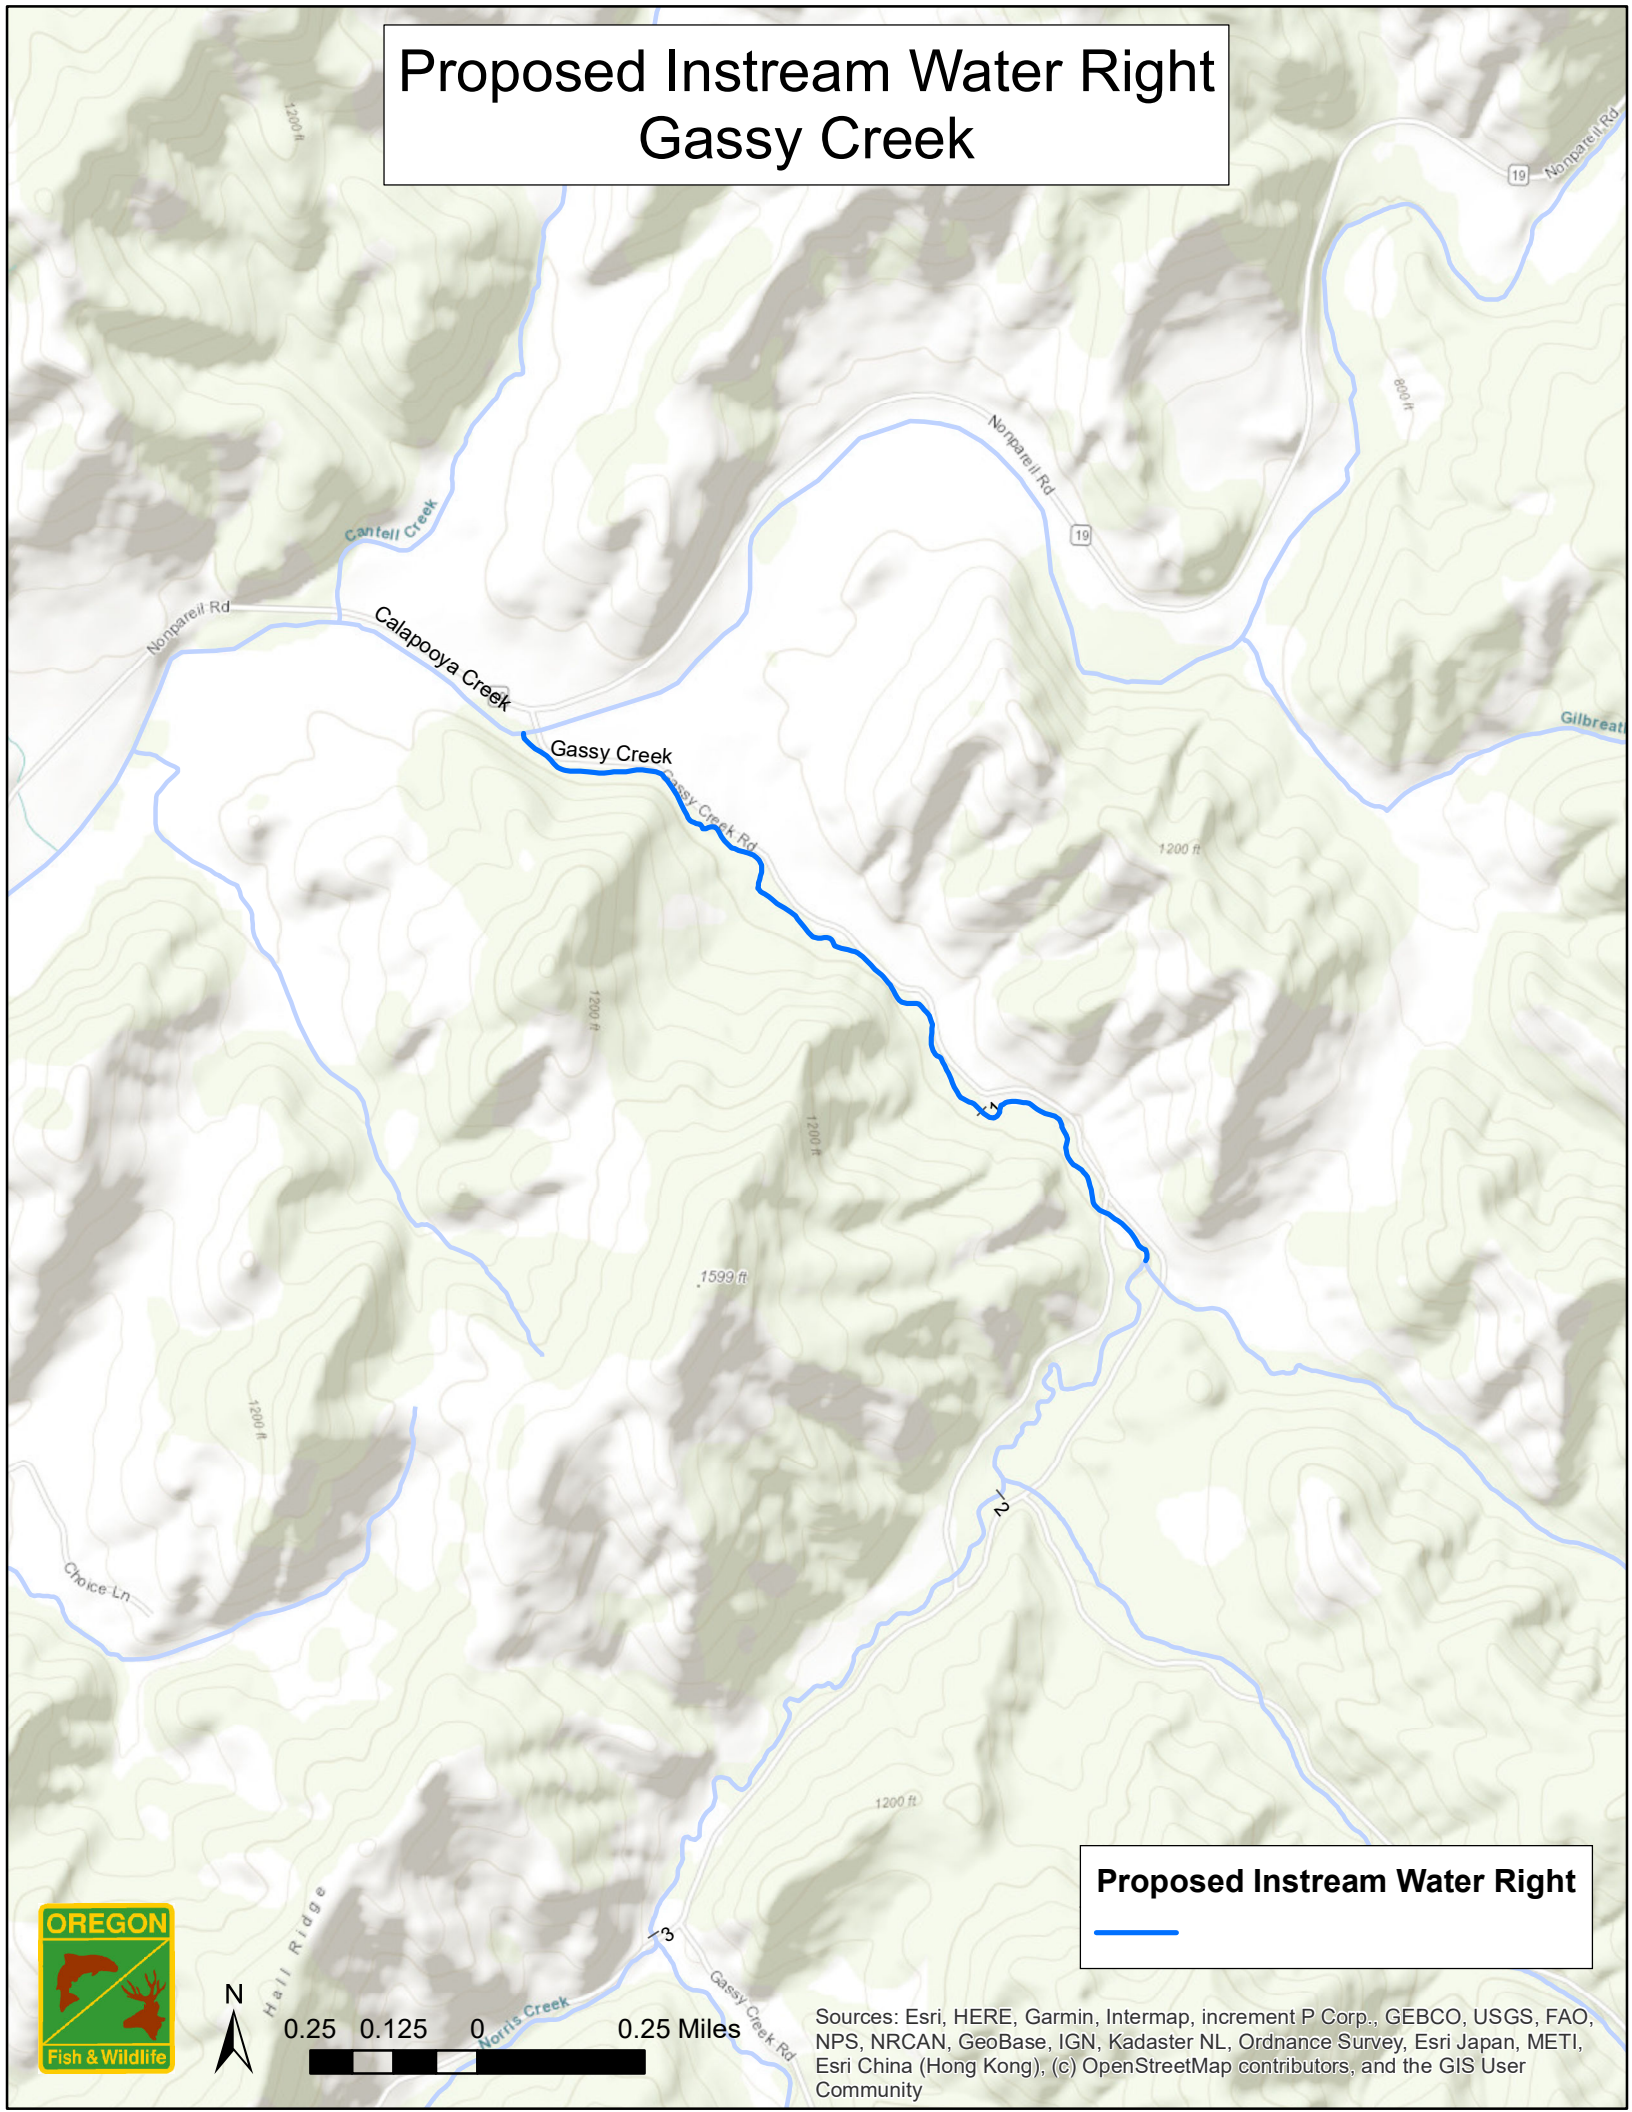 Proposed Instream Water Right
Gassy Creek
1200 ft
19
Nonpareil Rd
800 ft
Nonpareil Rd
19
Cantell Creek
Nonpareil Rd
Calapooya Creek
Gilbreat
Gassy Creek
Gassy Creek Rd
1200 ft
1200 ft
1
1200 ft
1599 ft
1200 ft
2
Choice Ln
1200 ft
3
Hall Ridge
Norris Creek
Gassy Creek Rd
Proposed Instream Water Right
OREGON
Fish & Wildlife
N
0.25 0.125 0 0.25 Miles
Sources: Esri, HERE, Garmin, Intermap, increment P Corp., GEBCO, USGS, FAO,
NPS, NRCAN, GeoBase, IGN, Kadaster NL, Ordnance Survey, Esri Japan, METI,
Esri China (Hong Kong), (c) OpenStreetMap contributors, and the GIS User
Community